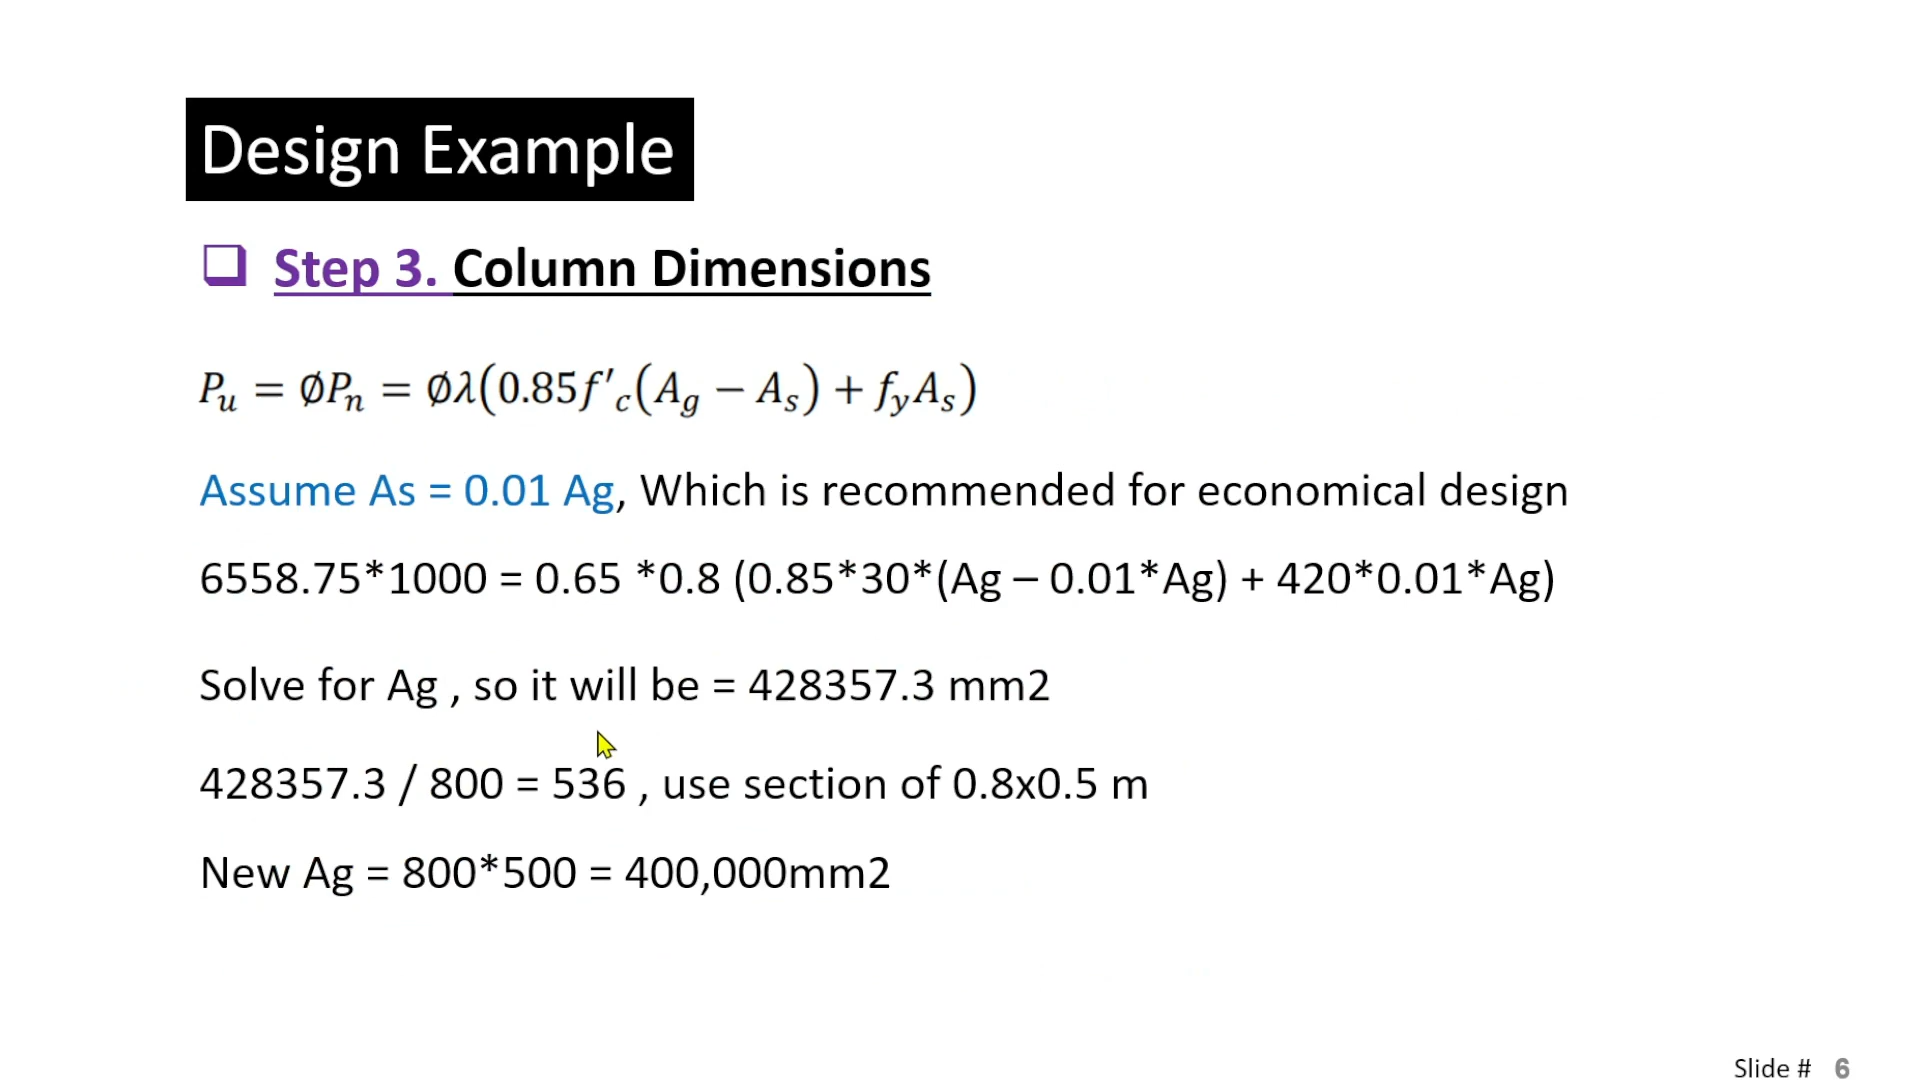 Design Example
Step 3. Column Dimensions
𝑃𝑢 = ∅𝑃𝑛 = ∅𝜆(0.85𝑓′𝑐(𝐴𝑔 − 𝐴𝑠) + 𝑓𝑦𝐴𝑠)
Assume As = 0.01 Ag, Which is recommended for economical design
6558.75*1000 = 0.65 *0.8 (0.85*30*(Ag – 0.01*Ag) + 420*0.01*Ag)
Solve for Ag , so it will be = 428357.3 mm2
428357.3 / 800 = 536 , use section of 0.8x0.5 m
New Ag = 800*500 = 400,000mm2
Slide # 6